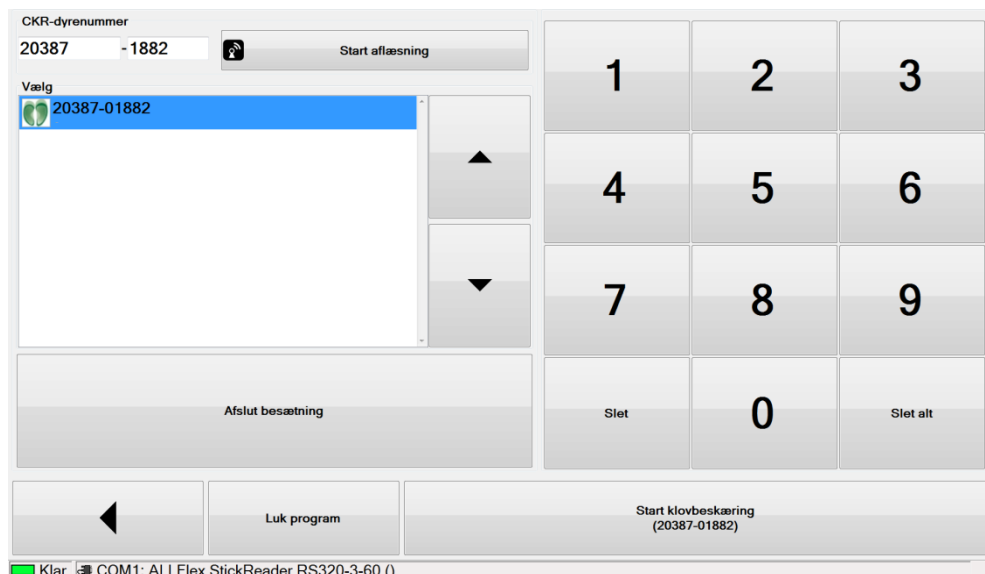 CKR-dyrenummer
20387 -1882 Start aflæsning
Vælg
20387-01882
1 2 3
4 5 6
7 8 9
Slet 0 Slet alt
Afslut besætning
Luk program
Start klovbeskæring
(20387-01882)
Klar COM1: ALLFlex StickReader RS320-3-60 ()